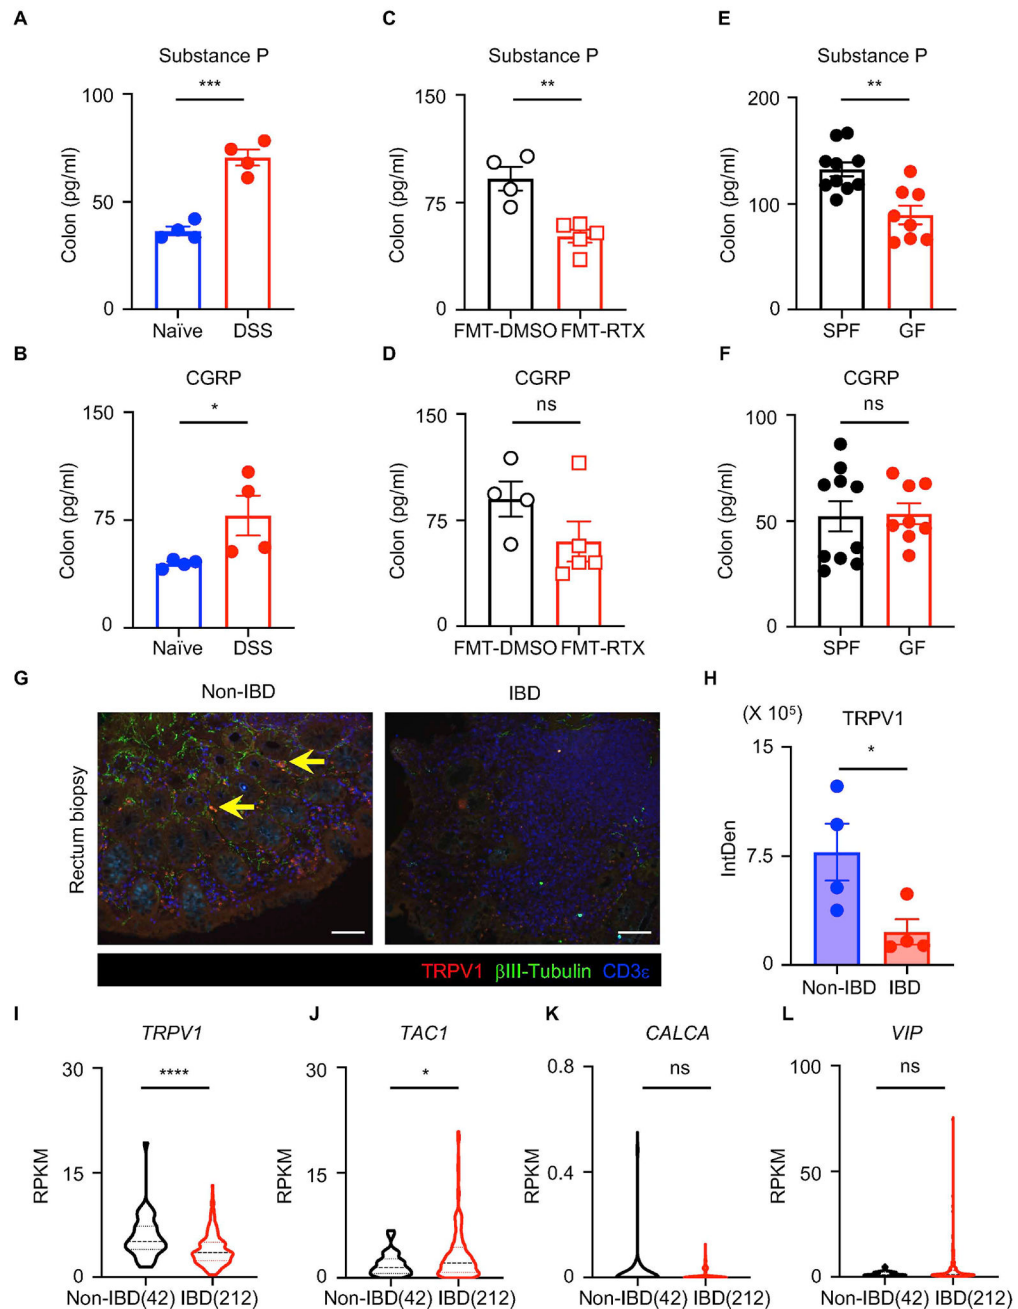 A
Substance P
***
100
50
0
Colon (pg/ml)
Naïve DSS
C
Substance P
**
150
75
0
Colon (pg/ml)
FMT-DMSO FMT-RTX
E
Substance P
**
200
100
0
Colon (pg/ml)
SPF GF
B
CGRP
*
150
75
0
Colon (pg/ml)
Naïve DSS
D
CGRP
ns
150
75
0
Colon (pg/ml)
FMT-DMSO FMT-RTX
F
CGRP
ns
100
50
0
Colon (pg/ml)
SPF GF
G
Non-IBD IBD
Rectum biopsy
TRPV1 βIII-Tubulin CD3ε
H
(X 10⁵) TRPV1
*
15
7.5
0
IntDen
Non-IBD IBD
I
TRPV1
****
30
15
0
RPKM
Non-IBD(42) IBD(212)
J
TAC1
*
30
15
0
RPKM
Non-IBD(42) IBD(212)
K
CALCA
ns
0.8
0.4
0
RPKM
Non-IBD(42) IBD(212)
L
VIP
ns
100
50
0
RPKM
Non-IBD(42) IBD(212)